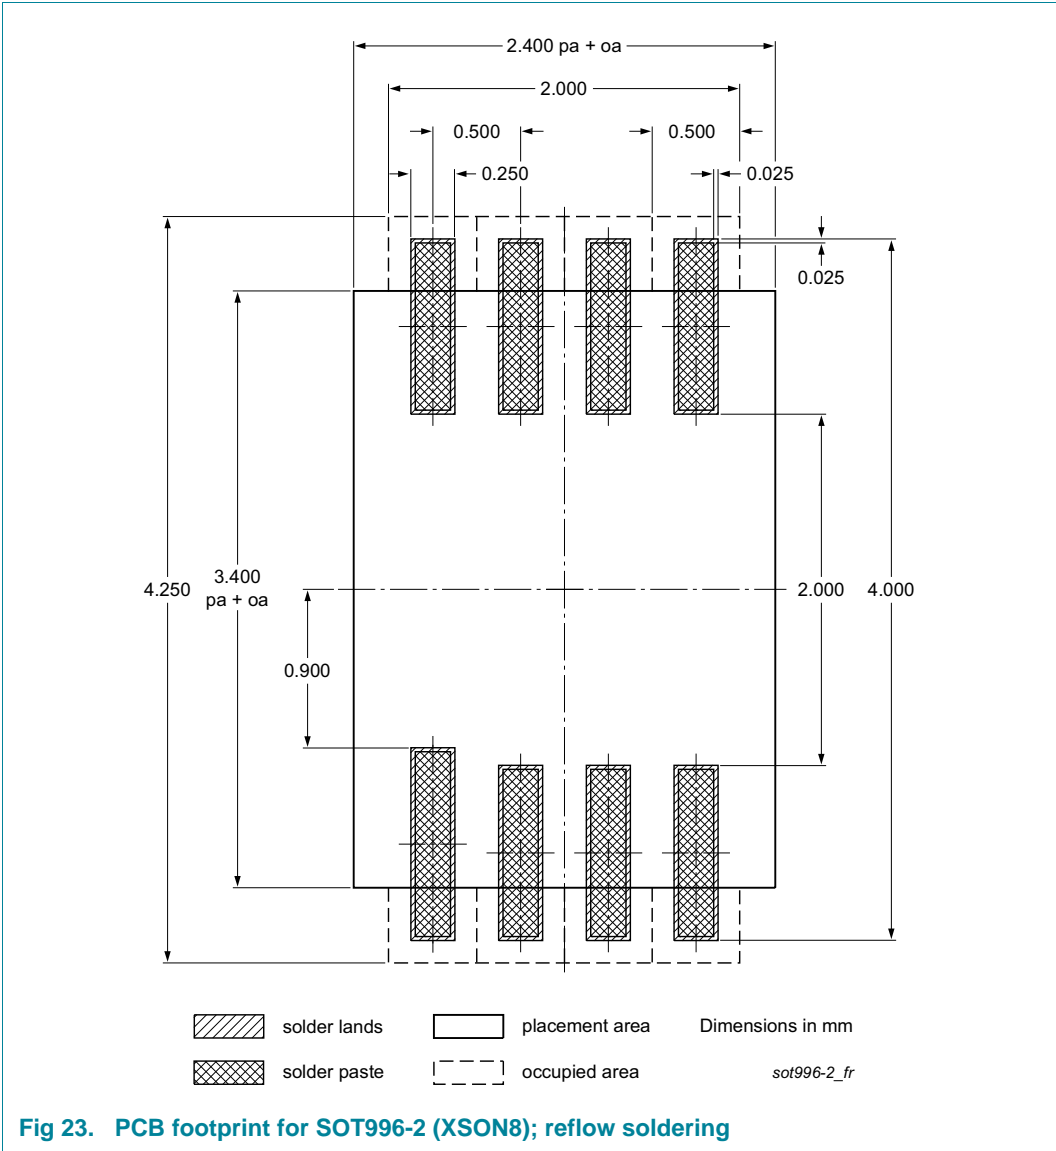 2.400 pa + oa
2.000
0.500
0.500
0.250
0.025
0.025
4.250
3.400
pa + oa
2.000
4.000
0.900
solder lands
placement area
Dimensions in mm
solder paste
occupied area
sot996-2_fr
Fig 23. PCB footprint for SOT996-2 (XSON8); reflow soldering